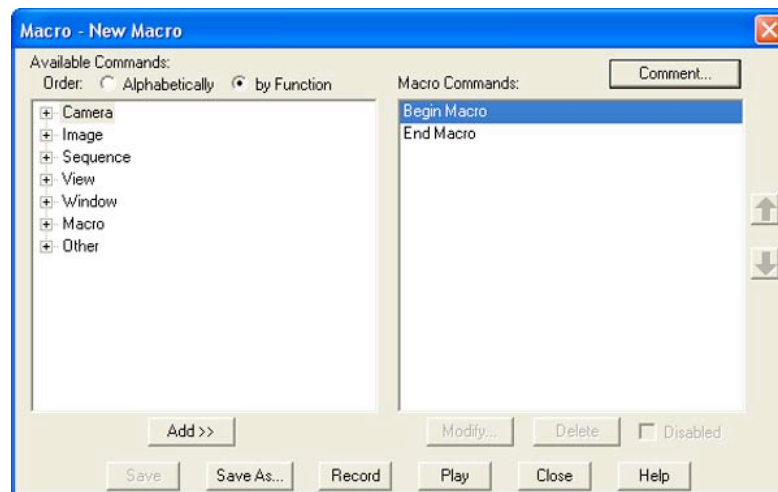 Macro - New Macro
Available Commands:
Order: Alphabetically by Function
Macro Commands:
Comment...
Camera
Image
Sequence
View
Window
Macro
Other
Begin Macro
End Macro
Add >>
Modify...
Delete
Disabled
Save
Save As...
Record
Play
Close
Help